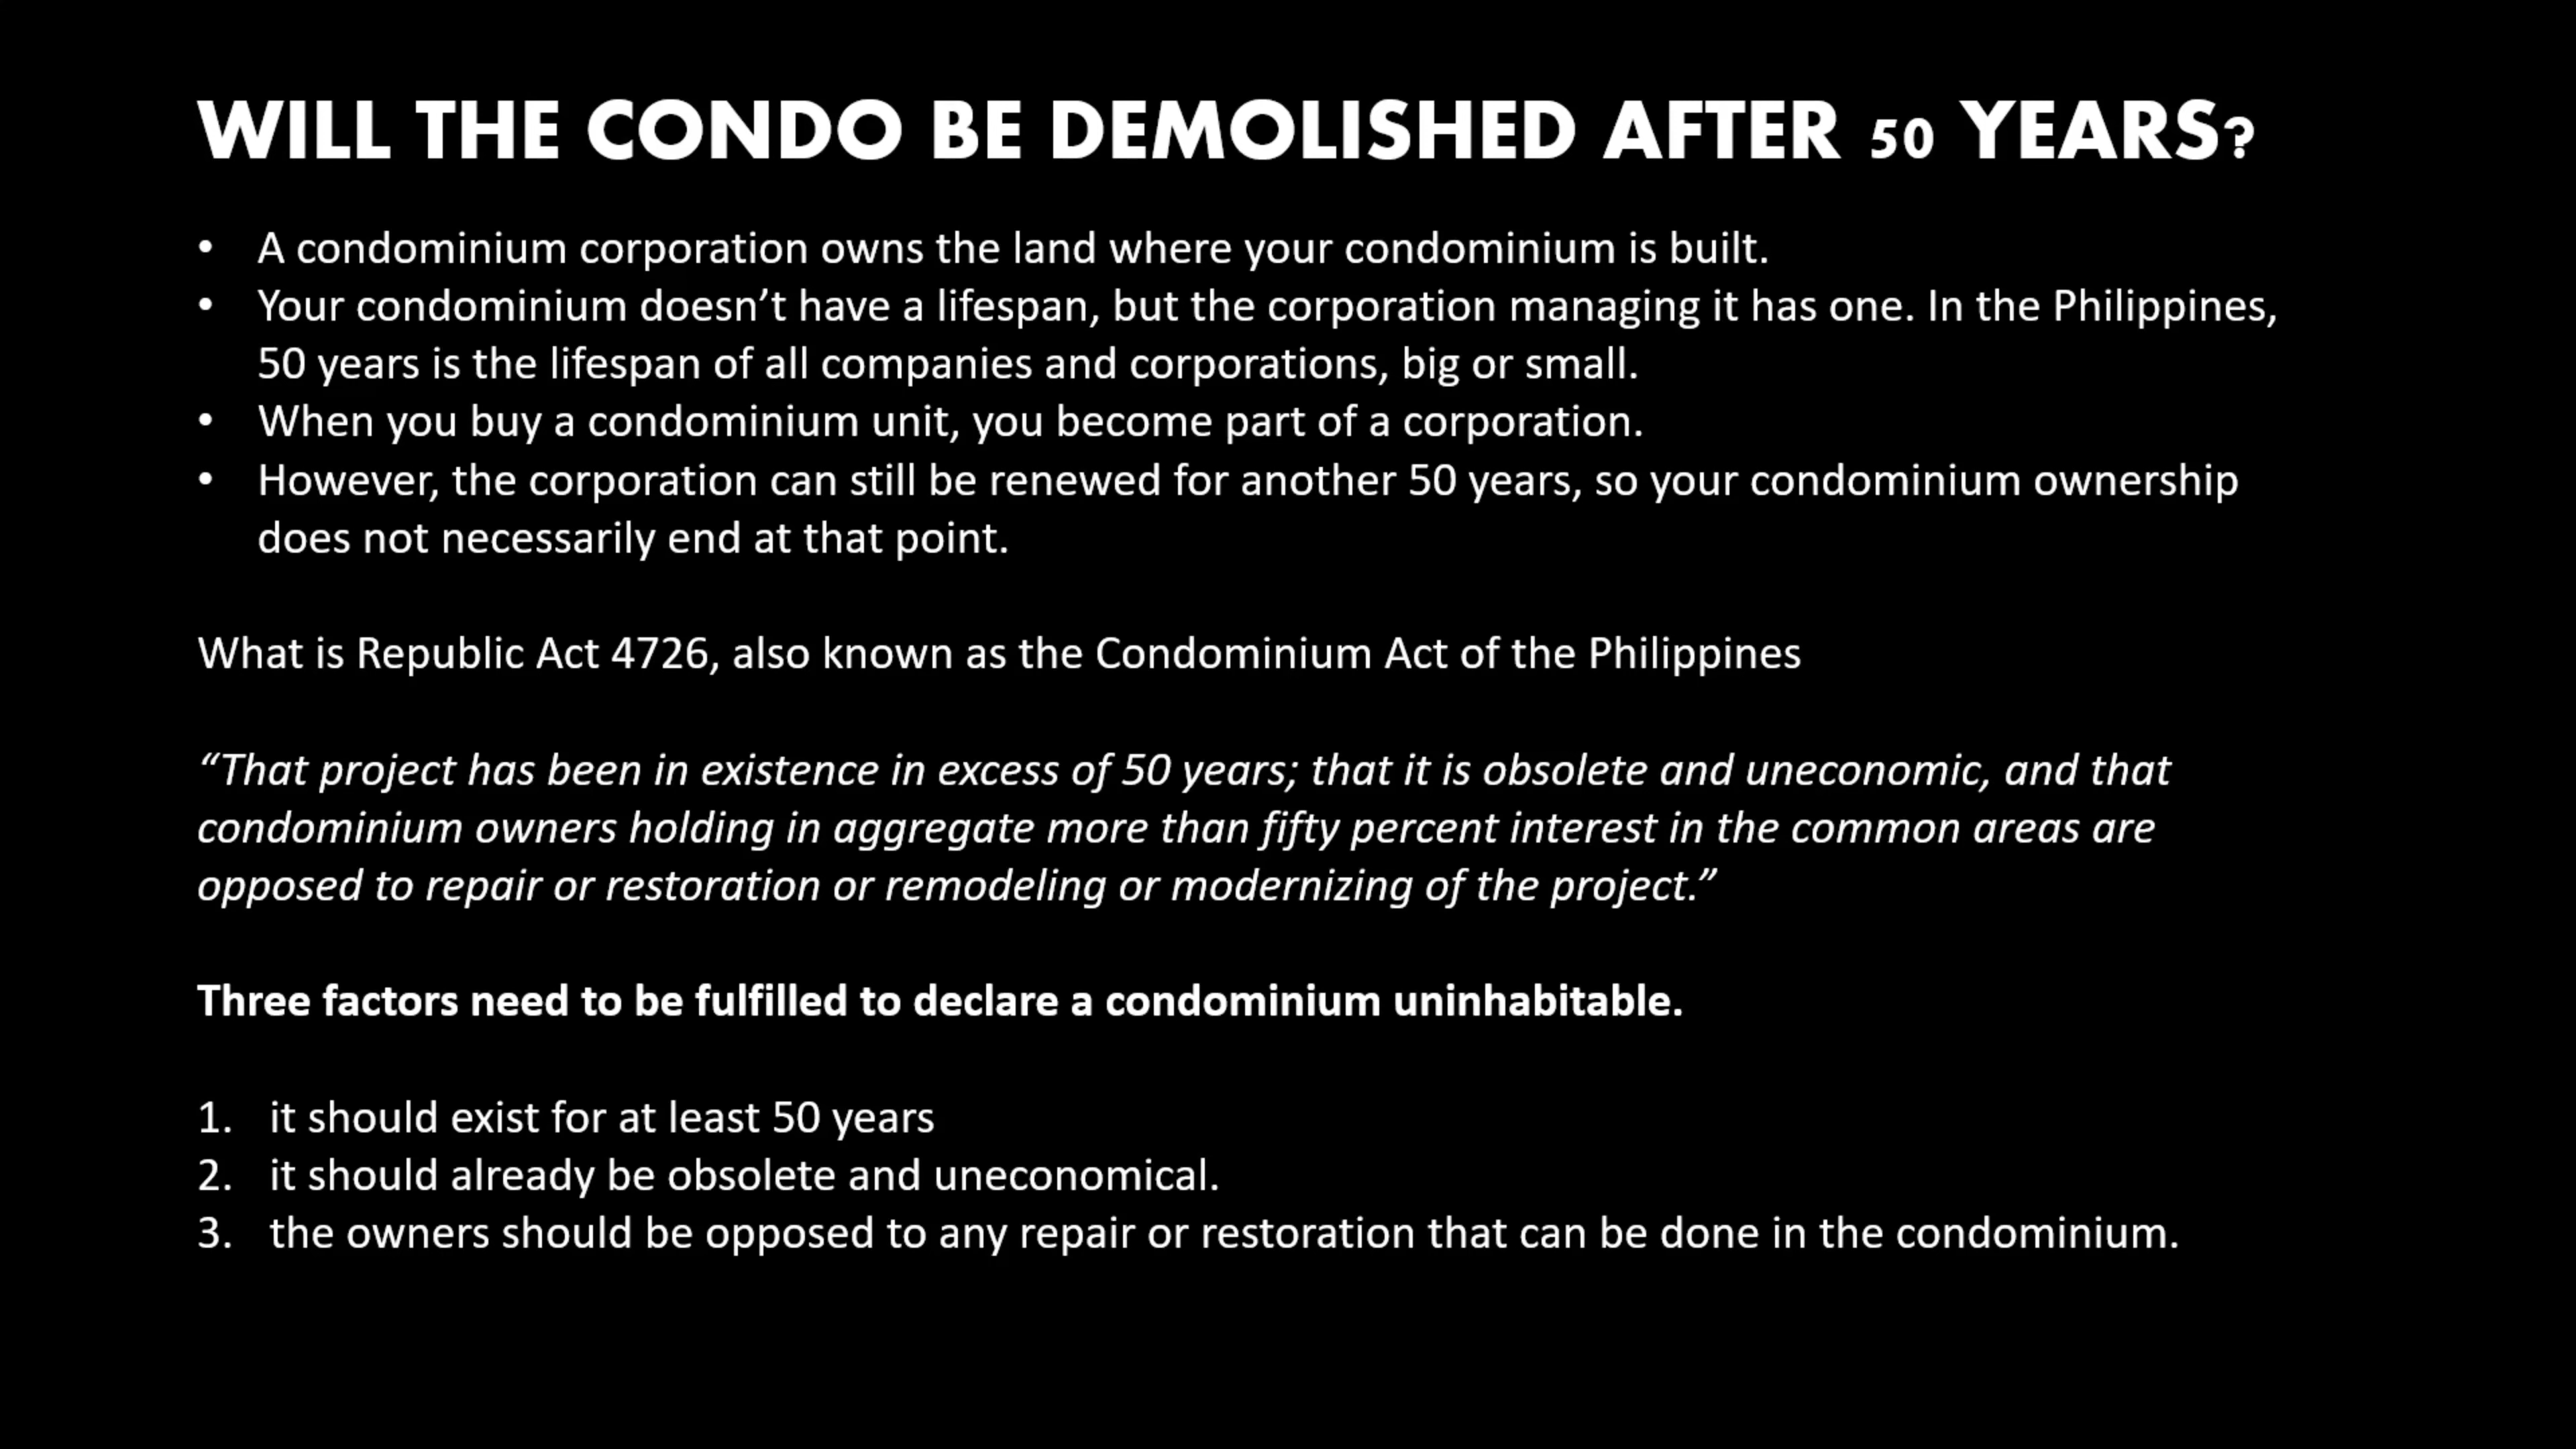 WILL THE CONDO BE DEMOLISHED AFTER 50 YEARS?
• A condominium corporation owns the land where your condominium is built.
• Your condominium doesn’t have a lifespan, but the corporation managing it has one. In the Philippines,
50 years is the lifespan of all companies and corporations, big or small.
• When you buy a condominium unit, you become part of a corporation.
• However, the corporation can still be renewed for another 50 years, so your condominium ownership
does not necessarily end at that point.
What is Republic Act 4726, also known as the Condominium Act of the Philippines
“That project has been in existence in excess of 50 years; that it is obsolete and uneconomic, and that
condominium owners holding in aggregate more than fifty percent interest in the common areas are
opposed to repair or restoration or remodeling or modernizing of the project.”
Three factors need to be fulfilled to declare a condominium uninhabitable.
1. it should exist for at least 50 years
2. it should already be obsolete and uneconomical.
3. the owners should be opposed to any repair or restoration that can be done in the condominium.